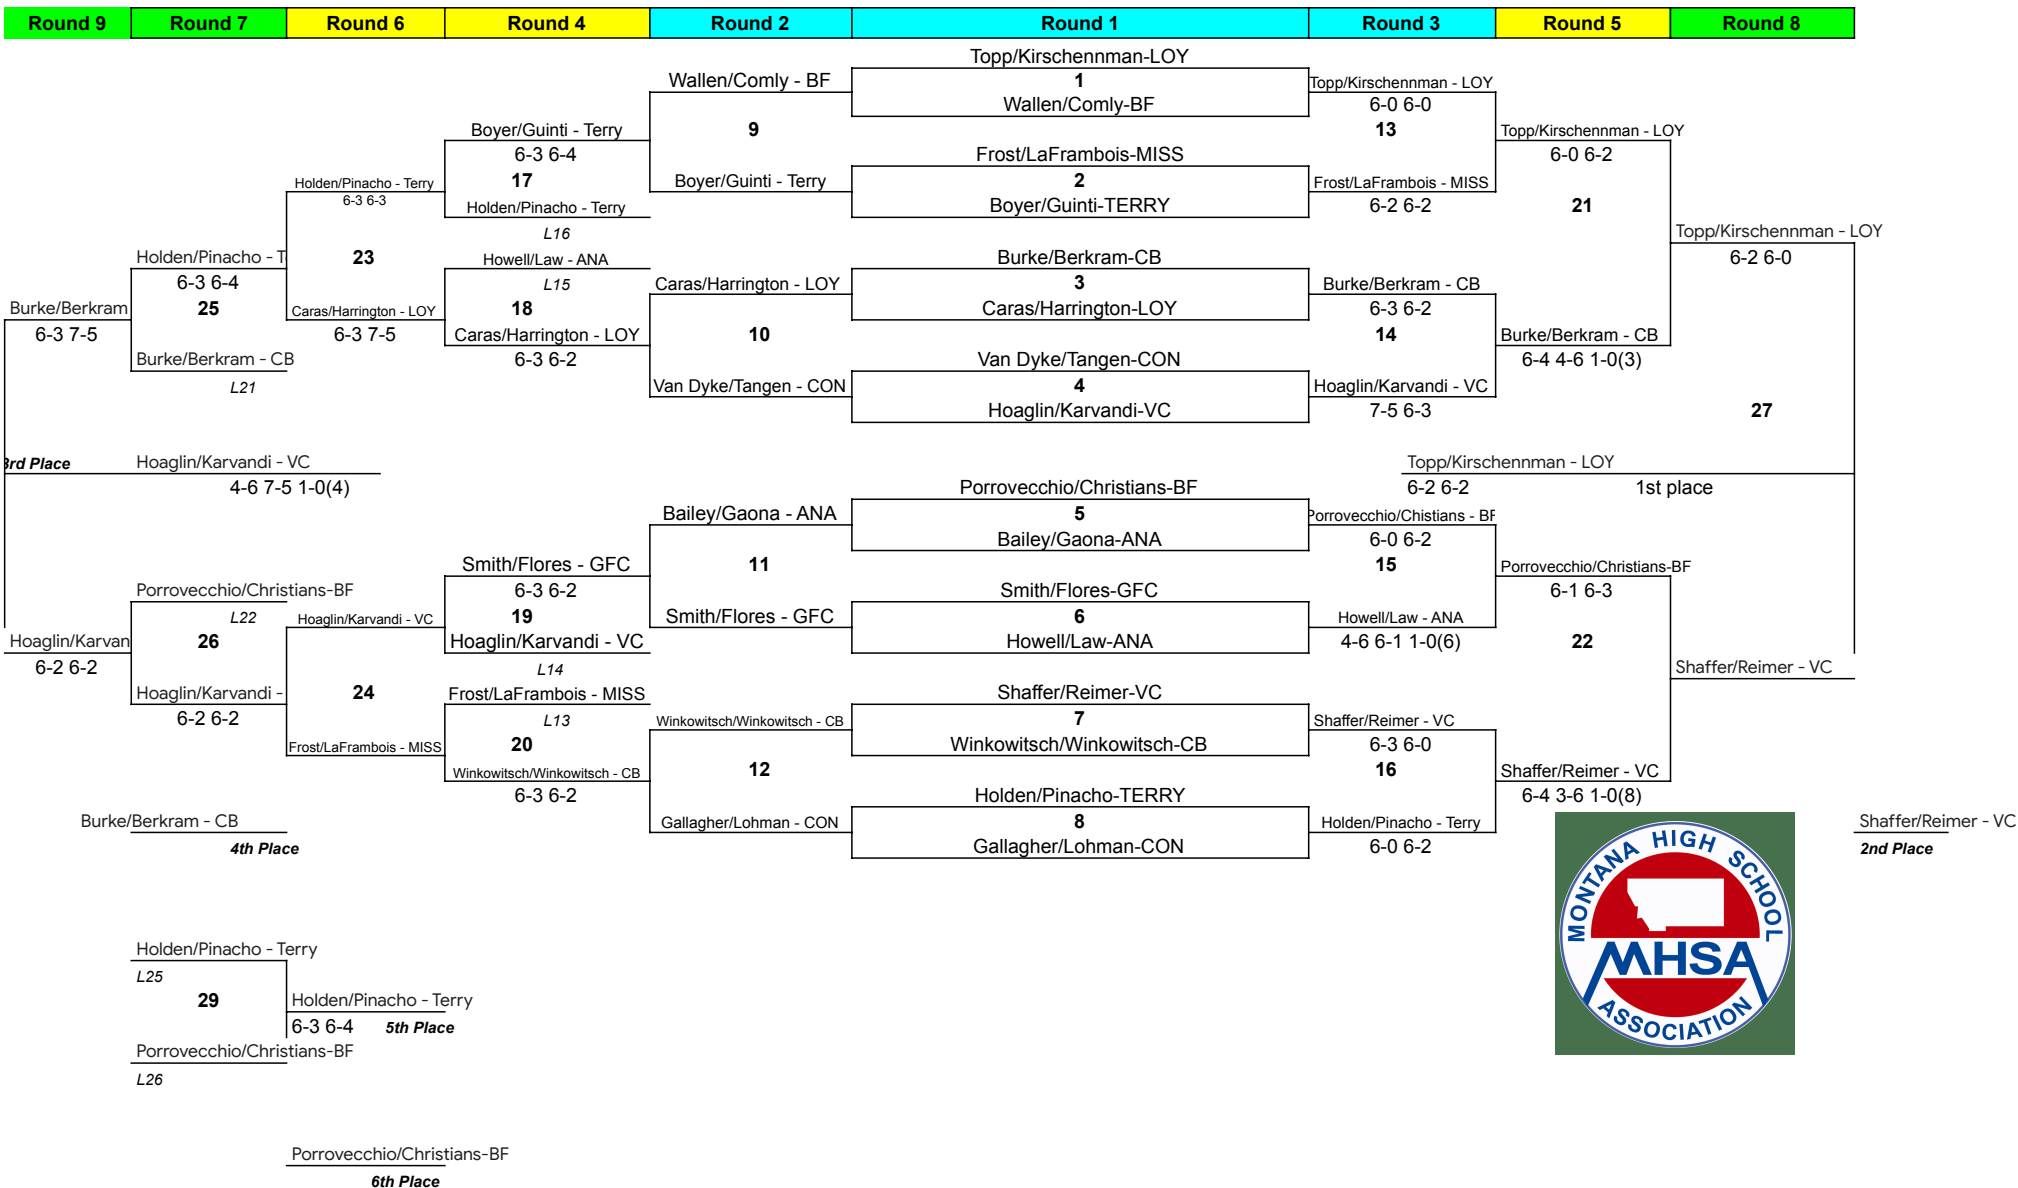 Round 9 Round 7 Round 6 Round 4 Round 2 Round 1 Round 3 Round 5 Round 8
Topp/Kirschennman-LOY
Wallen/Comly - BF 1 Topp/Kirschennman - LOY
Wallen/Comly-BF 6-0 6-0
Boyer/Guinti - Terry 9 13 Topp/Kirschennman - LOY
6-3 6-4 Frost/LaFrambois-MISS 6-0 6-2
Holden/Pinacho - Terry 17 Boyer/Guinti - Terry 2 Frost/LaFrambois - MISS
6-3 6-3 Holden/Pinacho - Terry Boyer/Guinti-TERRY 6-2 6-2 21
L16 Topp/Kirschennman - LOY
Holden/Pinacho - T 23 Howell/Law - ANA Burke/Berkram-CB 6-2 6-0
6-3 6-4 L15 Caras/Harrington - LOY 3 Burke/Berkram - CB
Burke/Berkram 25 Caras/Harrington - LOY 18 Caras/Harrington-LOY 6-3 6-2
6-3 7-5 6-3 7-5 Caras/Harrington - LOY 10 14 Burke/Berkram - CB
Burke/Berkram - CB 6-3 6-2 Van Dyke/Tangen-CON 6-4 4-6 1-0(3)
L21 Van Dyke/Tangen - CON 4 Hoaglin/Karvandi - VC
Hoaglin/Karvandi-VC 7-5 6-3 27
3rd Place Hoaglin/Karvandi - VC Topp/Kirschennman - LOY
4-6 7-5 1-0(4) Porrovecchio/Christians-BF 6-2 6-2 1st place
Bailey/Gaona - ANA 5 Porrovecchio/Chistians - BF
Bailey/Gaona-ANA 6-0 6-2
Smith/Flores - GFC 11 15 Porrovecchio/Christians-BF
Porrovecchio/Christians-BF 6-3 6-2 Smith/Flores-GFC 6-1 6-3
L22 Hoaglin/Karvandi - VC 19 Smith/Flores - GFC 6 Howell/Law - ANA
Hoaglin/Karvan 26 Hoaglin/Karvandi - VC Howell/Law-ANA 4-6 6-1 1-0(6) 22
6-2 6-2 L14 Shaffer/Reimer - VC
Hoaglin/Karvandi - 24 Frost/LaFrambois - MISS Shaffer/Reimer-VC
6-2 6-2 L13 Winkowitsch/Winkowitsch - CB 7 Shaffer/Reimer - VC
Frost/LaFrambois - MISS 20 Winkowitsch/Winkowitsch-CB 6-3 6-0
Winkowitsch/Winkowitsch - CB 12 16 Shaffer/Reimer - VC
6-3 6-2 Holden/Pinacho-TERRY 6-4 3-6 1-0(8)
Burke/Berkram - CB Gallagher/Lohman - CON 8 Holden/Pinacho - Terry Shaffer/Reimer - VC
4th Place Gallagher/Lohman-CON 6-0 6-2 2nd Place
MONTANA HIGH SCHOOL
MHSA
ASSOCIATION
Holden/Pinacho - Terry
L25
29 Holden/Pinacho - Terry
6-3 6-4 5th Place
Porrovecchio/Christians-BF
L26
Porrovecchio/Christians-BF
6th Place